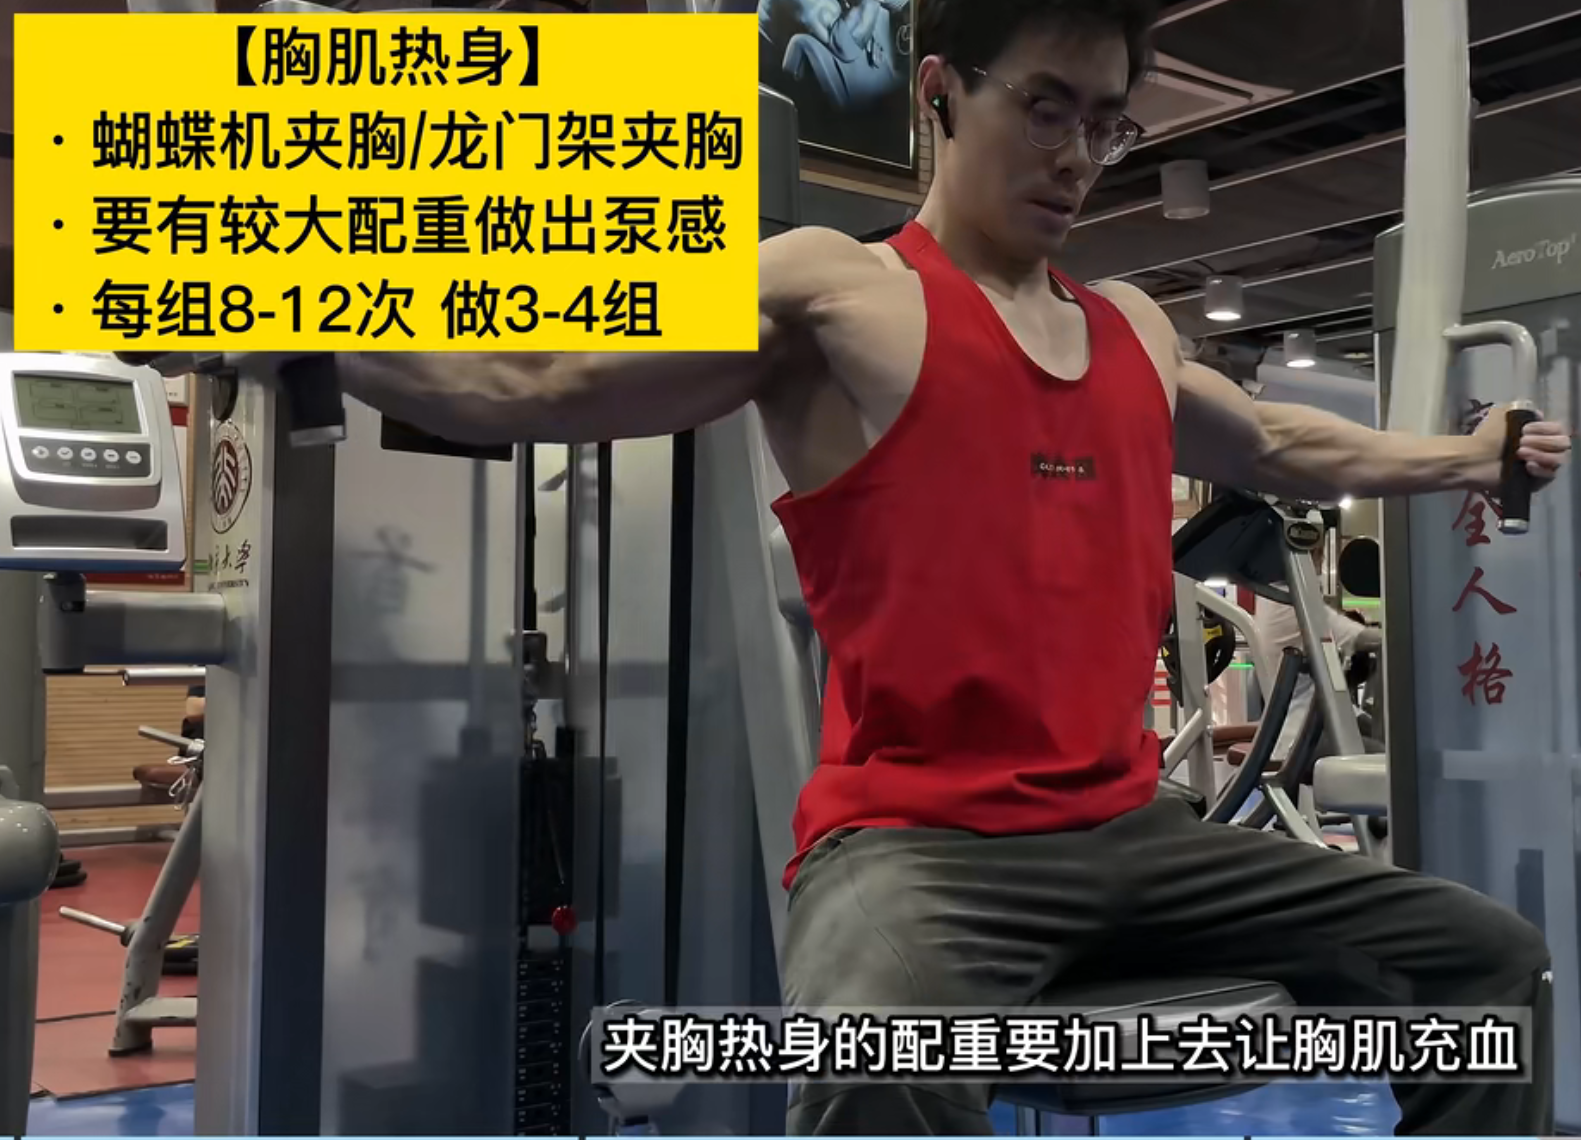 【胸肌热身】
· 蝴蝶机夹胸/龙门架夹胸
· 要有较大配重做出泵感
· 每组8-12次 做3-4组
AeroTop
全
人
格
大学
夹胸热身的配重要加上去让胸肌充血